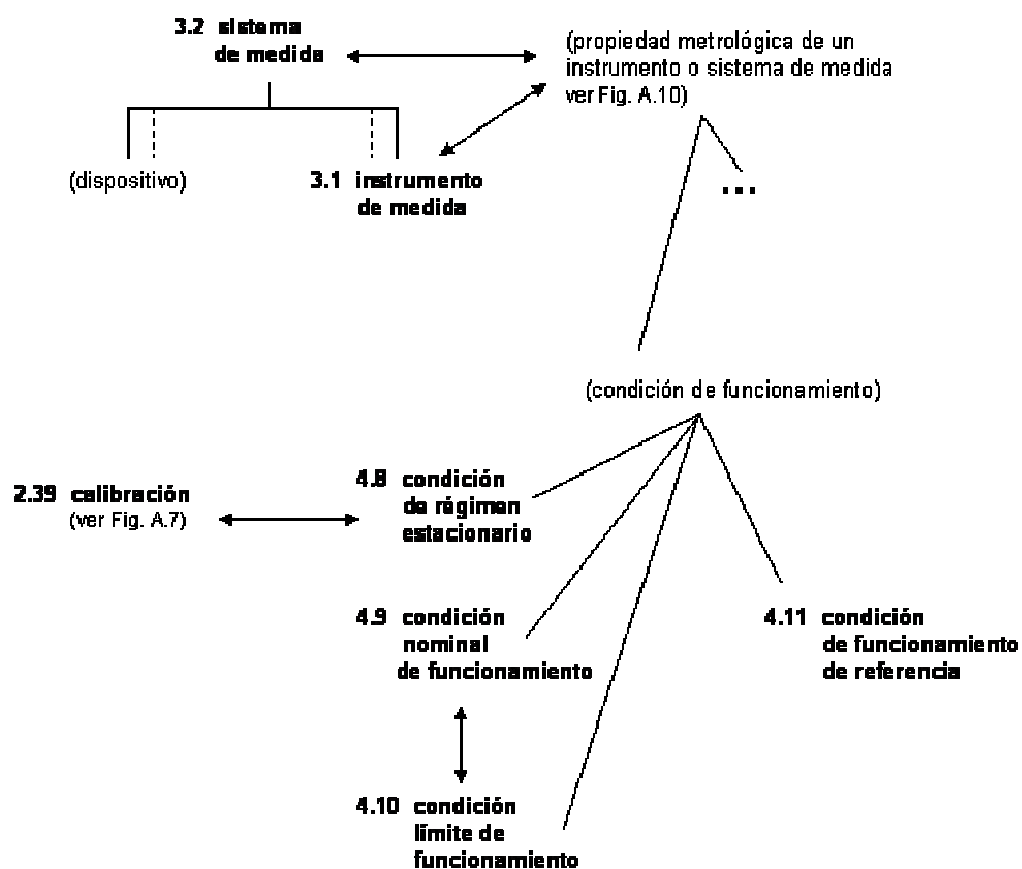 3.2 sistema
de medida
(propiedad metrológica de un
instrumento o sistema de medida
ver Fig. A.10)
(dispositivo)
3.1 instrumento
de medida
...
(condición de funcionamiento)
2.39 calibración
(ver Fig. A.7)
4.8 condición
de régimen
estacionario
4.9 condición
nominal
de funcionamiento
4.11 condición
de funcionamiento
de referencia
4.10 condición
límite de
funcionamiento